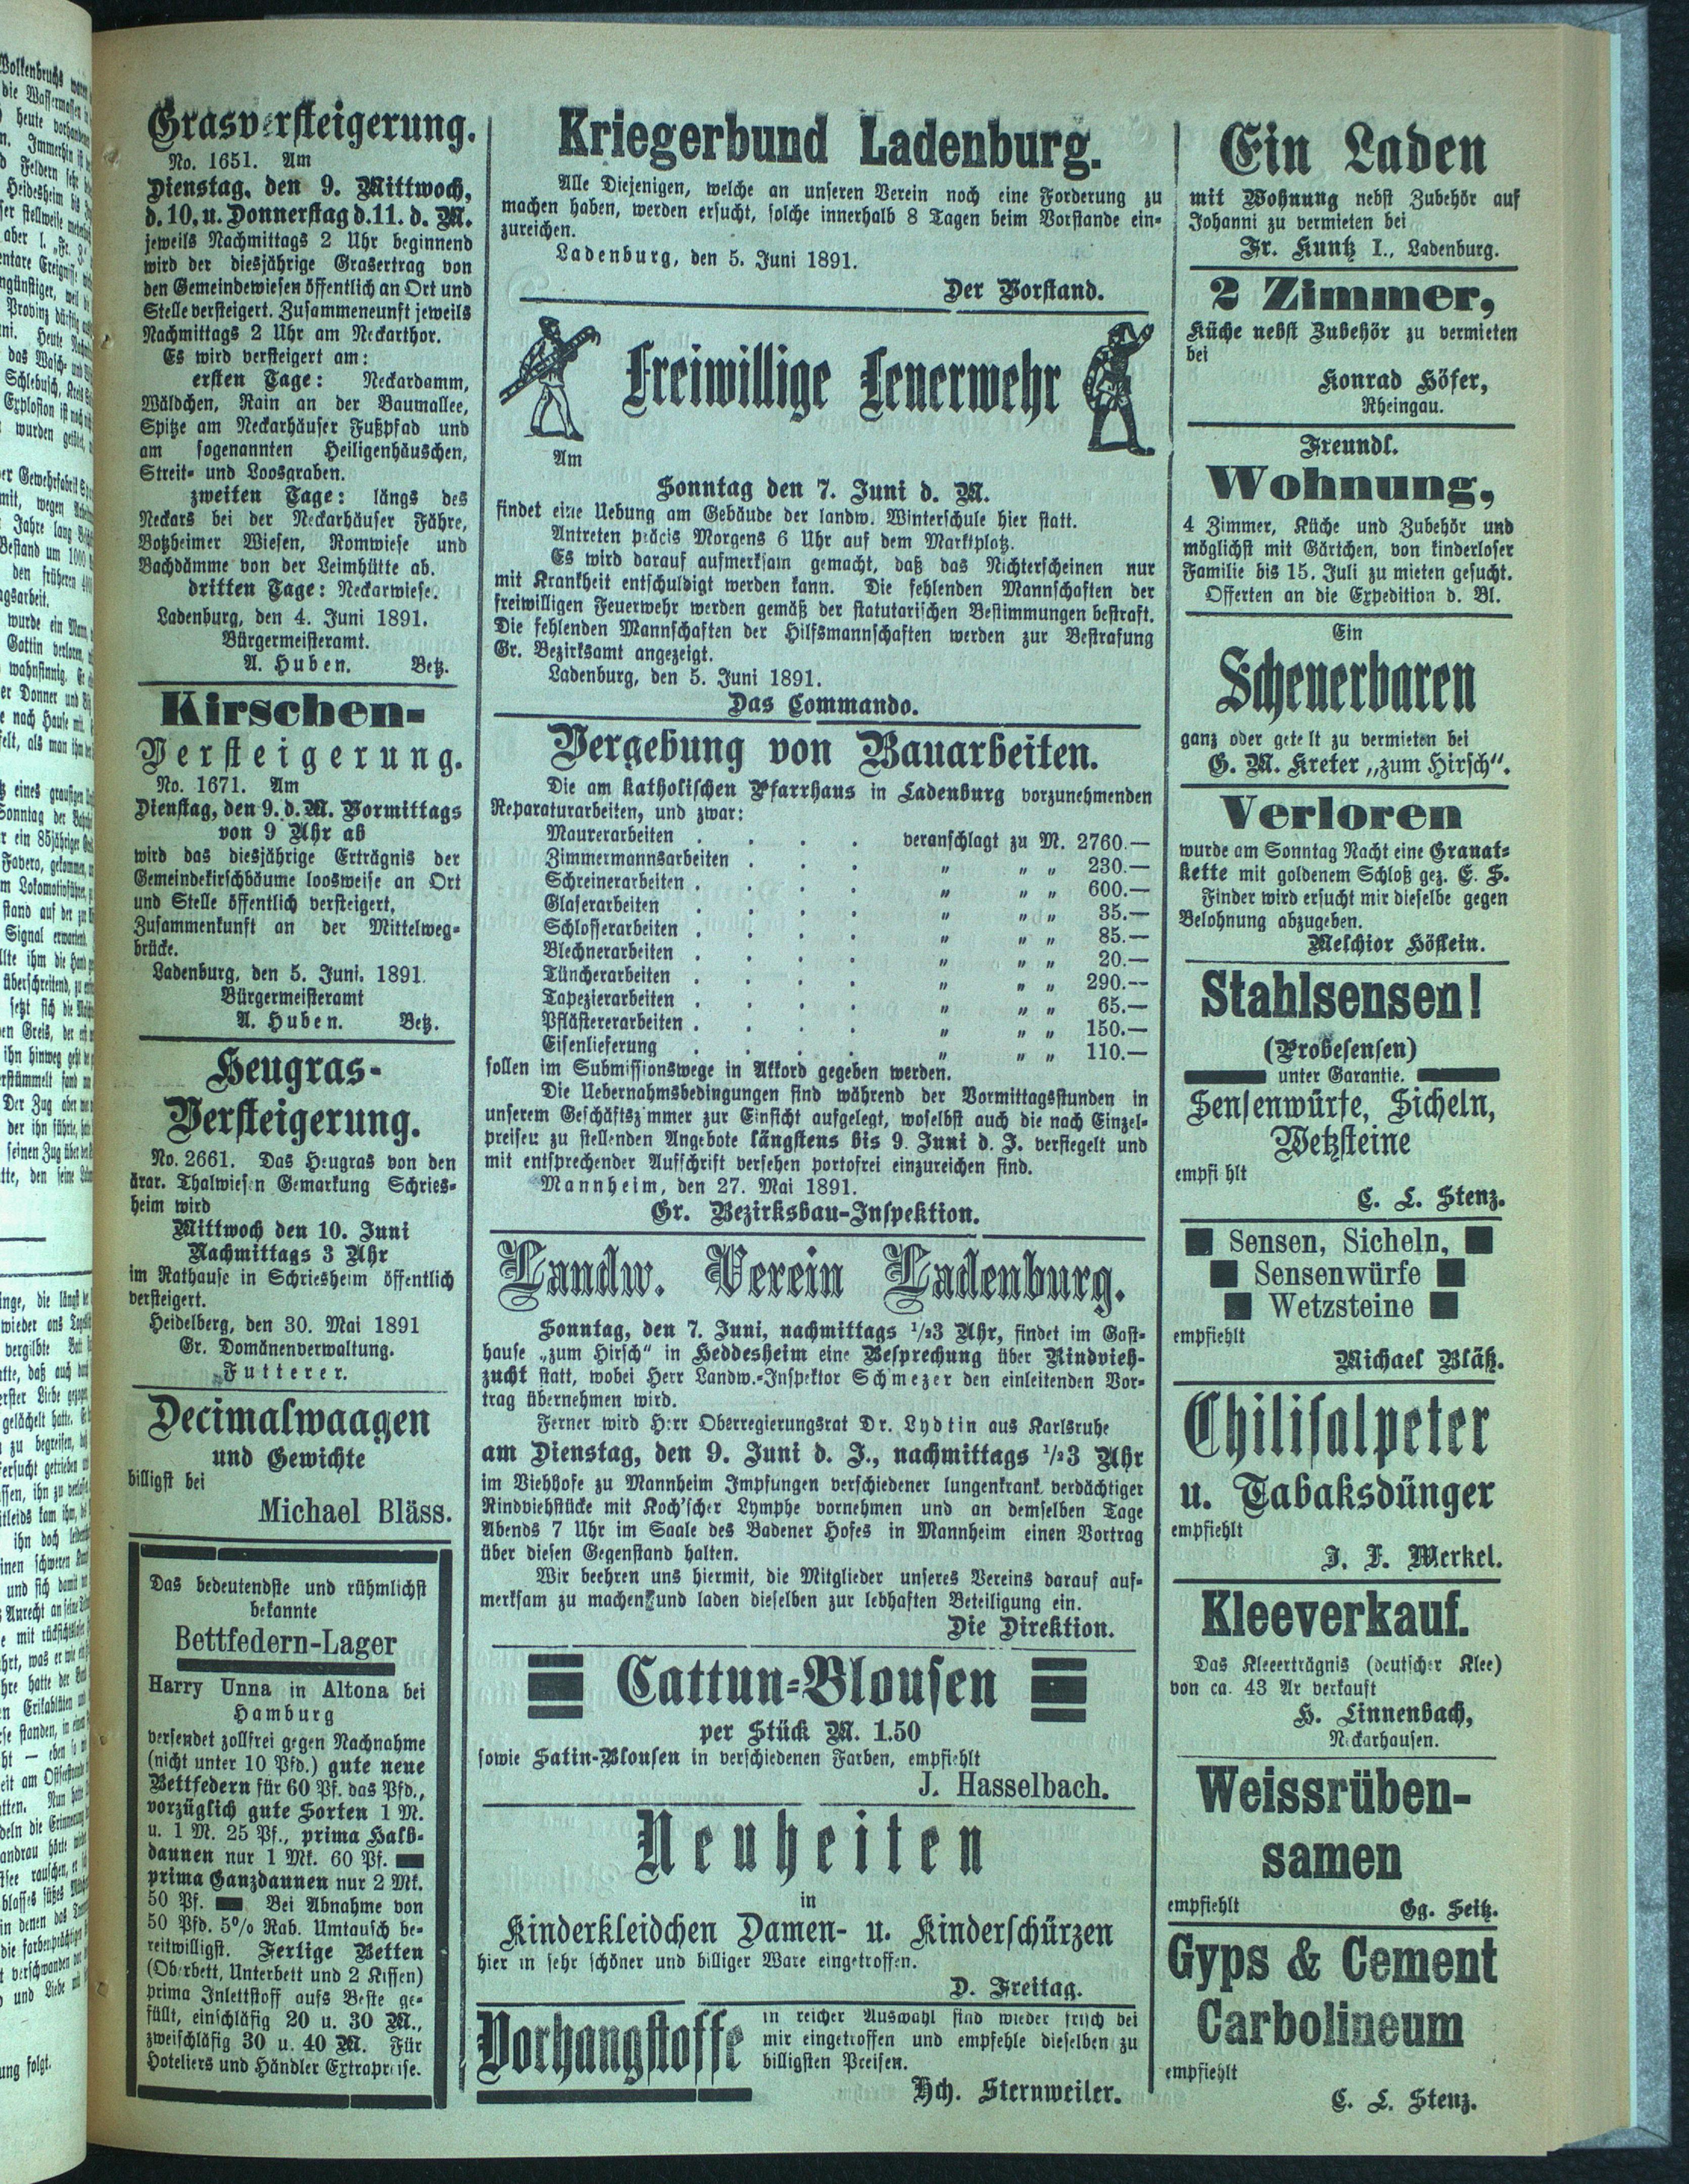 Grasversteigerung.
No. 1651. Am
Dienstag, den 9. Mittwoch,
d. 10. u. Donnerstag d. 11. d. M.
jeweils Nachmittags 2 Uhr beginnend
wird der diesjährige Grasertrag von
den Gemeindewiesen öffentlich an Ort und
Stelle versteigert. Zusammeneunft jeweils
Nachmittags 2 Uhr am Neckarthor.
Es wird versteigert am:
ersten Tage: Neckardamm,
Wäldchen, Rain an der Baumallee,
Spitze am Neckarhäuser Fußpfad und
am sogenannten Heiligenhäuschen,
Streit- und Loosgraben.
zweiten Tage: längs des
Neckars bei der Neckarhäuser Fähre,
Botzheimer Wiesen, Romwiese und
Bachdämme von der Leimhütte ab.
dritten Tage: Neckarwiese.
Ladenburg, den 4. Juni 1891.
Bürgermeisteramt.
A. Huben. Betz.
Kirschen-
Versteigerung.
No. 1671. Am
Dienstag, den 9. d. M. Vormittags
von 9 Uhr ab
wird das diesjährige Erträgnis der
Gemeindekirschbäume loosweise an Ort
und Stelle öffentlich versteigert.
Zusammenkunft an der Mittelweg-
brücke.
Ladenburg, den 5. Juni. 1891.
Bürgermeisteramt
A. Huben. Betz.
Heugras-
Versteigerung.
No. 2661. Das Heugras von den
ärar. Thalwiesen Gemarkung Schries-
heim wird
Mittwoch den 10. Juni
Nachmittags 3 Uhr
im Rathause in Schriesheim öffentlich
versteigert.
Heidelberg, den 30. Mai 1891
Gr. Domänenverwaltung.
Futterer.
Decimalwaagen
und Gewichte
billigst bei
Michael Bläss.
Das bedeutendste und rühmlichst
bekannte
Bettfedern-Lager
Harry Unna in Altona bei
Hamburg
versendet zollfrei gegen Nachnahme
(nicht unter 10 Pfd.) gute neue
Bettfedern für 60 Pf. das Pfd.,
vorzüglich gute Sorten 1 M.
u. 1 M. 25 Pf., prima Halb-
daunen nur 1 Mk. 60 Pf.
prima Ganzdaunen nur 2 Mk.
50 Pf. Bei Abnahme von
50 Pfd. 5% Rab. Umtausch be-
reitwilligst. Fertige Betten
(Oberbett, Unterbett und 2 Kissen)
prima Inlettstoff aufs Beste ge-
füllt, einschläfig 20 u. 30 M.,
zweischläfig 30 u. 40 M. Für
Hoteliers und Händler Extrapreise.
Kriegerbund Ladenburg.
Alle Diejenigen, welche an unseren Verein noch eine Forderung zu
machen haben, werden ersucht, solche innerhalb 8 Tagen beim Vorstande ein-
zureichen.
Ladenburg, den 5. Juni 1891.
Der Vorstand.
Freiwillige Feuerwehr
Am
Sonntag den 7. Juni d. M.
findet eine Uebung am Gebäude der landw. Winterschule hier statt.
Antreten präcis Morgens 6 Uhr auf dem Marktplotz.
Es wird darauf aufmerksam gemacht, daß das Nichterscheinen nur
mit Krankheit entschuldigt werden kann. Die fehlenden Mannschaften der
freiwilligen Feuerwehr werden gemäß der statutarischen Bestimmungen bestraft.
Die fehlenden Mannschaften der Hilfsmannschaften werden zur Bestrafung
Gr. Bezirksamt angezeigt.
Ladenburg, den 5. Juni 1891.
Das Commando.
Vergebung von Bauarbeiten.
Die am katholischen Pfarrhaus in Ladenburg vorzunehmenden
Reparaturarbeiten, und zwar:
Maurerarbeiten . . . . veranschlagt zu M. 2760.—
Zimmermannsarbeiten . . . „ „ „ 230.—
Schreinerarbeiten . . . . „ „ „ 600.—
Glaserarbeiten . . . . „ „ „ 35.—
Schlosserarbeiten . . . . „ „ „ 85.—
Blechnerarbeiten . . . . „ „ „ 20.—
Tüncherarbeiten . . . . „ „ „ 290.—
Tapezierarbeiten . . . . „ „ „ 65.—
Pflästererarbeiten . . . . „ „ „ 150.—
Eisenlieferung . . . . „ „ „ 110.—
sollen im Submissionswege in Akkord gegeben werden.
Die Uebernahmsbedingungen sind während der Vormittagsstunden in
unserem Geschäftszimmer zur Einsicht aufgelegt, woselbst auch die nach Einzel-
preisen zu stellenden Angebote längstens bis 9. Juni d. J. versiegelt und
mit entsprechender Aufschrift versehen portofrei einzureichen sind.
Mannheim, den 27. Mai 1891.
Gr. Bezirksbau-Inspektion.
Landw. Verein Ladenburg.
Sonntag, den 7. Juni, nachmittags 1/23 Uhr, findet im Gast-
hause „zum Hirsch“ in Heddesheim eine Besprechung über Rindvieh-
zucht statt, wobei Herr Landw.-Inspektor Schmezer den einleitenden Vor-
trag übernehmen wird.
Ferner wird Herr Oberregierungsrat Dr. Lydtin aus Karlsruhe
am Dienstag, den 9. Juni d. J., nachmittags 1/23 Uhr
im Viehhofe zu Mannheim Impfungen verschiedener lungenkrank verdächtiger
Rindviehstücke mit Koch'scher Lymphe vornehmen und an demselben Tage
Abends 7 Uhr im Saale des Badener Hofes in Mannheim einen Vortrag
über diesen Gegenstand halten.
Wir beehren uns hiermit, die Mitglieder unseres Vereins darauf auf-
merksam zu machen und laden dieselben zur lebhaften Beteiligung ein.
Die Direktion.
Cattun-Blousen
per Stück M. 1.50
sowie Satin-Blousen in verschiedenen Farben, empfiehlt
J. Hasselbach.
Neuheiten
in
Kinderkleidchen Damen- u. Kinderschürzen
hier in sehr schöner und billiger Ware eingetroffen.
D. Freitag.
Vorhangstoffe
in reicher Auswahl sind wieder frisch bei
mir eingetroffen und empfehle dieselben zu
billigsten Preisen.
Hch. Sternweiler.
Ein Laden
mit Wohnung nebst Zubehör auf
Johanni zu vermieten bei
Fr. Kuntz I., Ladenburg.
2 Zimmer,
Küche nebst Zubehör zu vermieten
bei
Konrad Höfer,
Rheingau.
Freundl.
Wohnung,
4 Zimmer, Küche und Zubehör und
möglichst mit Gärtchen, von kinderloser
Familie bis 15. Juli zu mieten gesucht.
Offerten an die Expedition d. Bl.
Ein
Scheuerbaren
ganz oder geteilt zu vermieten bei
G. M. Kreter „zum Hirsch“.
Verloren
wurde am Sonntag Nacht eine Granat-
kette mit goldenem Schloß gez. E. S.
Finder wird ersucht mir dieselbe gegen
Belohnung abzugeben.
Melchior Höflein.
Stahlsensen!
(Probesensen)
unter Garantie.
Sensenwürfe, Sicheln,
Wetzsteine
empfiehlt
C. L. Stenz.
Sensen, Sicheln,
Sensenwürfe
Wetzsteine
empfiehlt
Michael Bläß.
Chilisalpeter
u. Tabaksdünger
empfiehlt
J. F. Merkel.
Kleeverkauf.
Das Kleeerträgnis (deutscher Klee)
von ca. 43 Ar verkauft
H. Linnenbach,
Neckarhausen.
Weissrüben-
samen
empfiehlt Gg. Seitz.
Gyps & Cement
Carbolineum
empfiehlt
C. L. Stenz.